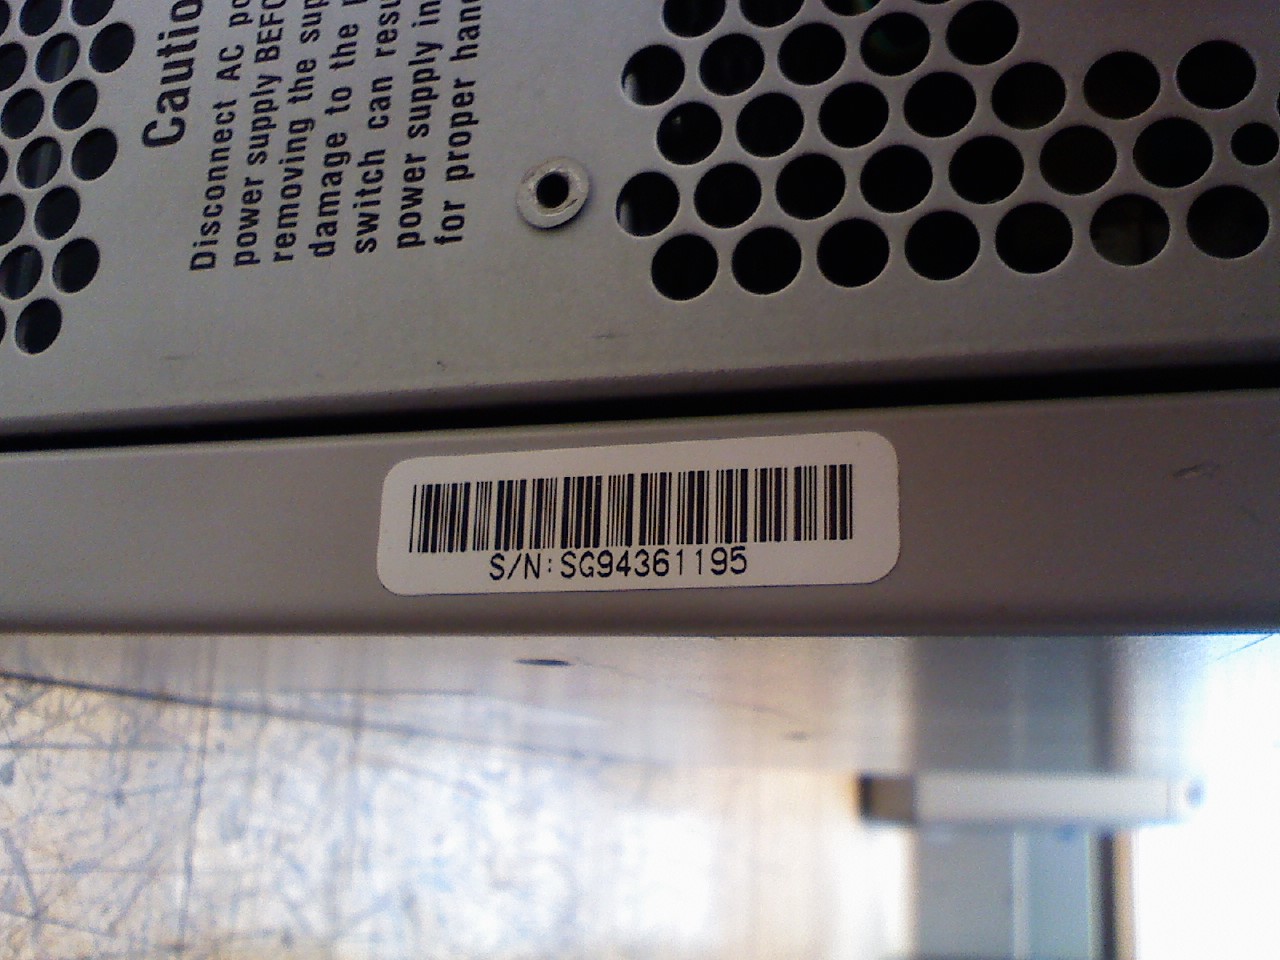 Cautio
Disconnect AC po
power supply BEFO
removing the sup
damage to the
switch can resu
power supply in
for proper han
S/N: SG94361195